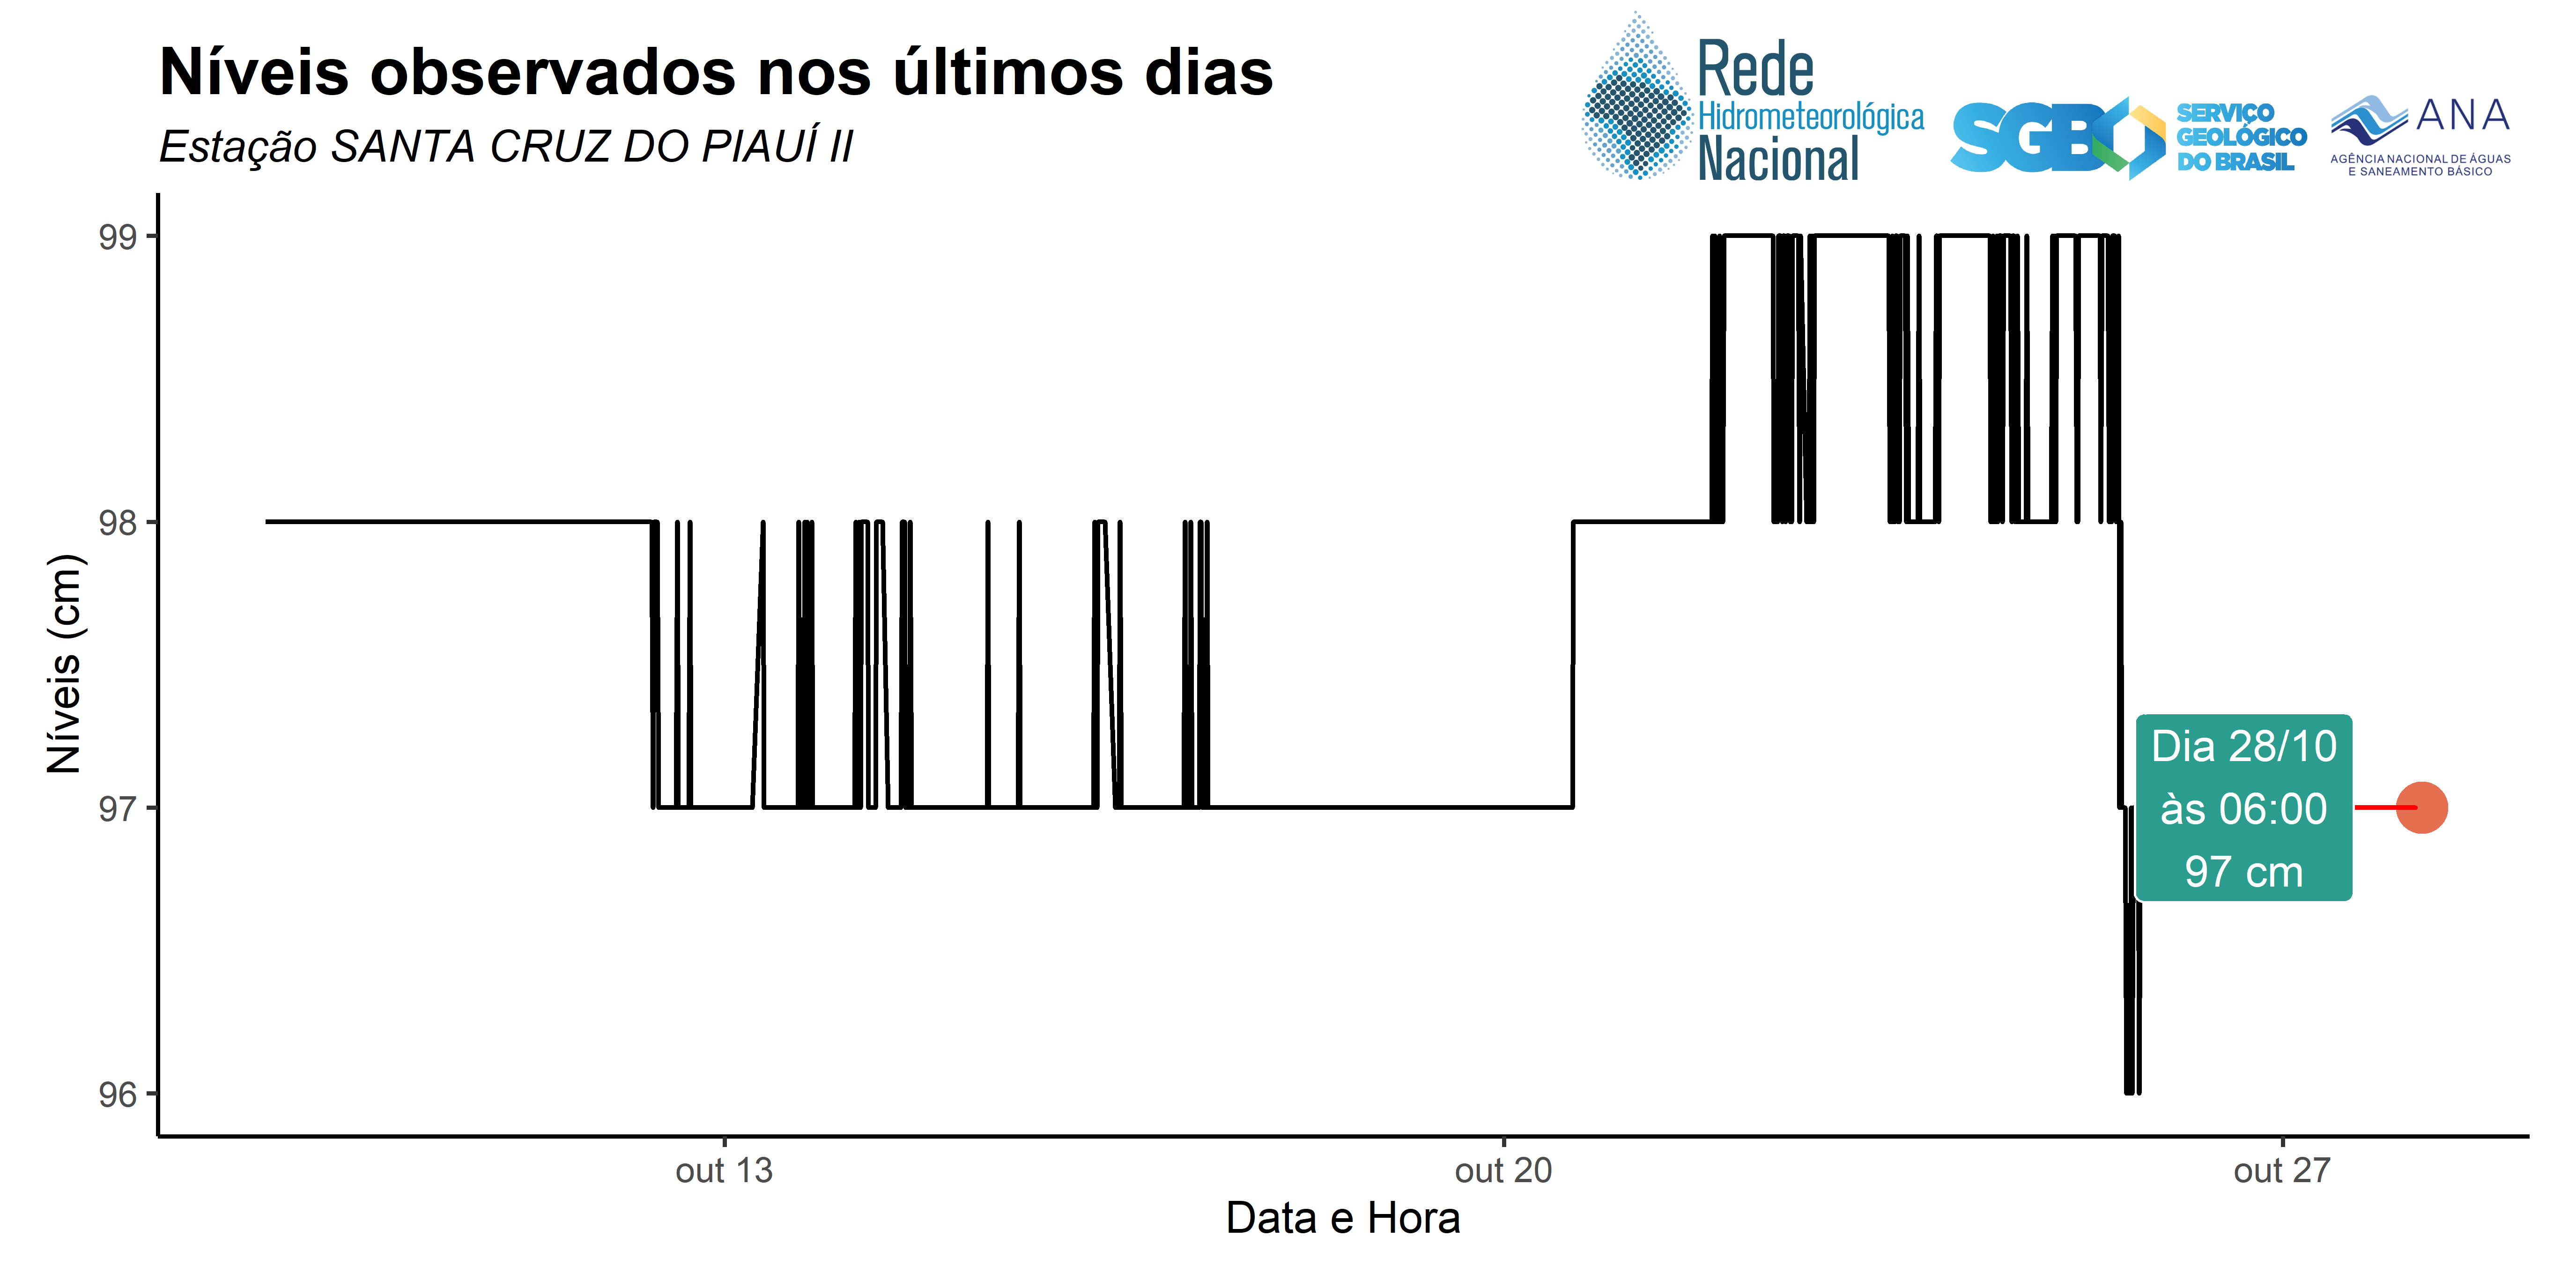 Níveis observados nos últimos dias
Estação SANTA CRUZ DO PIAUÍ II
Rede
Hidrometeorológica
Nacional
SGB
SERVIÇO
GEOLÓGICO
DO BRASIL
ANA
AGÊNCIA NACIONAL DE ÁGUAS
E SANEAMENTO BÁSICO
Níveis (cm)
99
98
97
96
Dia 28/10
às 06:00
97 cm
out 13
out 20
out 27
Data e Hora